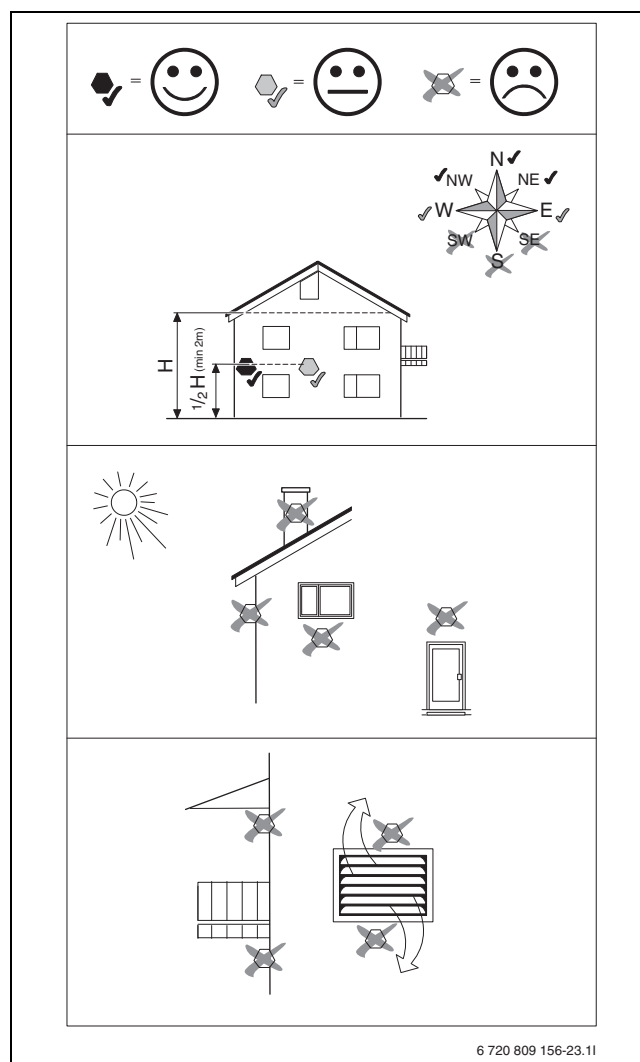 =
=
=
N
NW
NE
W
E
SW
SE
S
H
1/2 H (min 2m)
6 720 809 156-23.1I